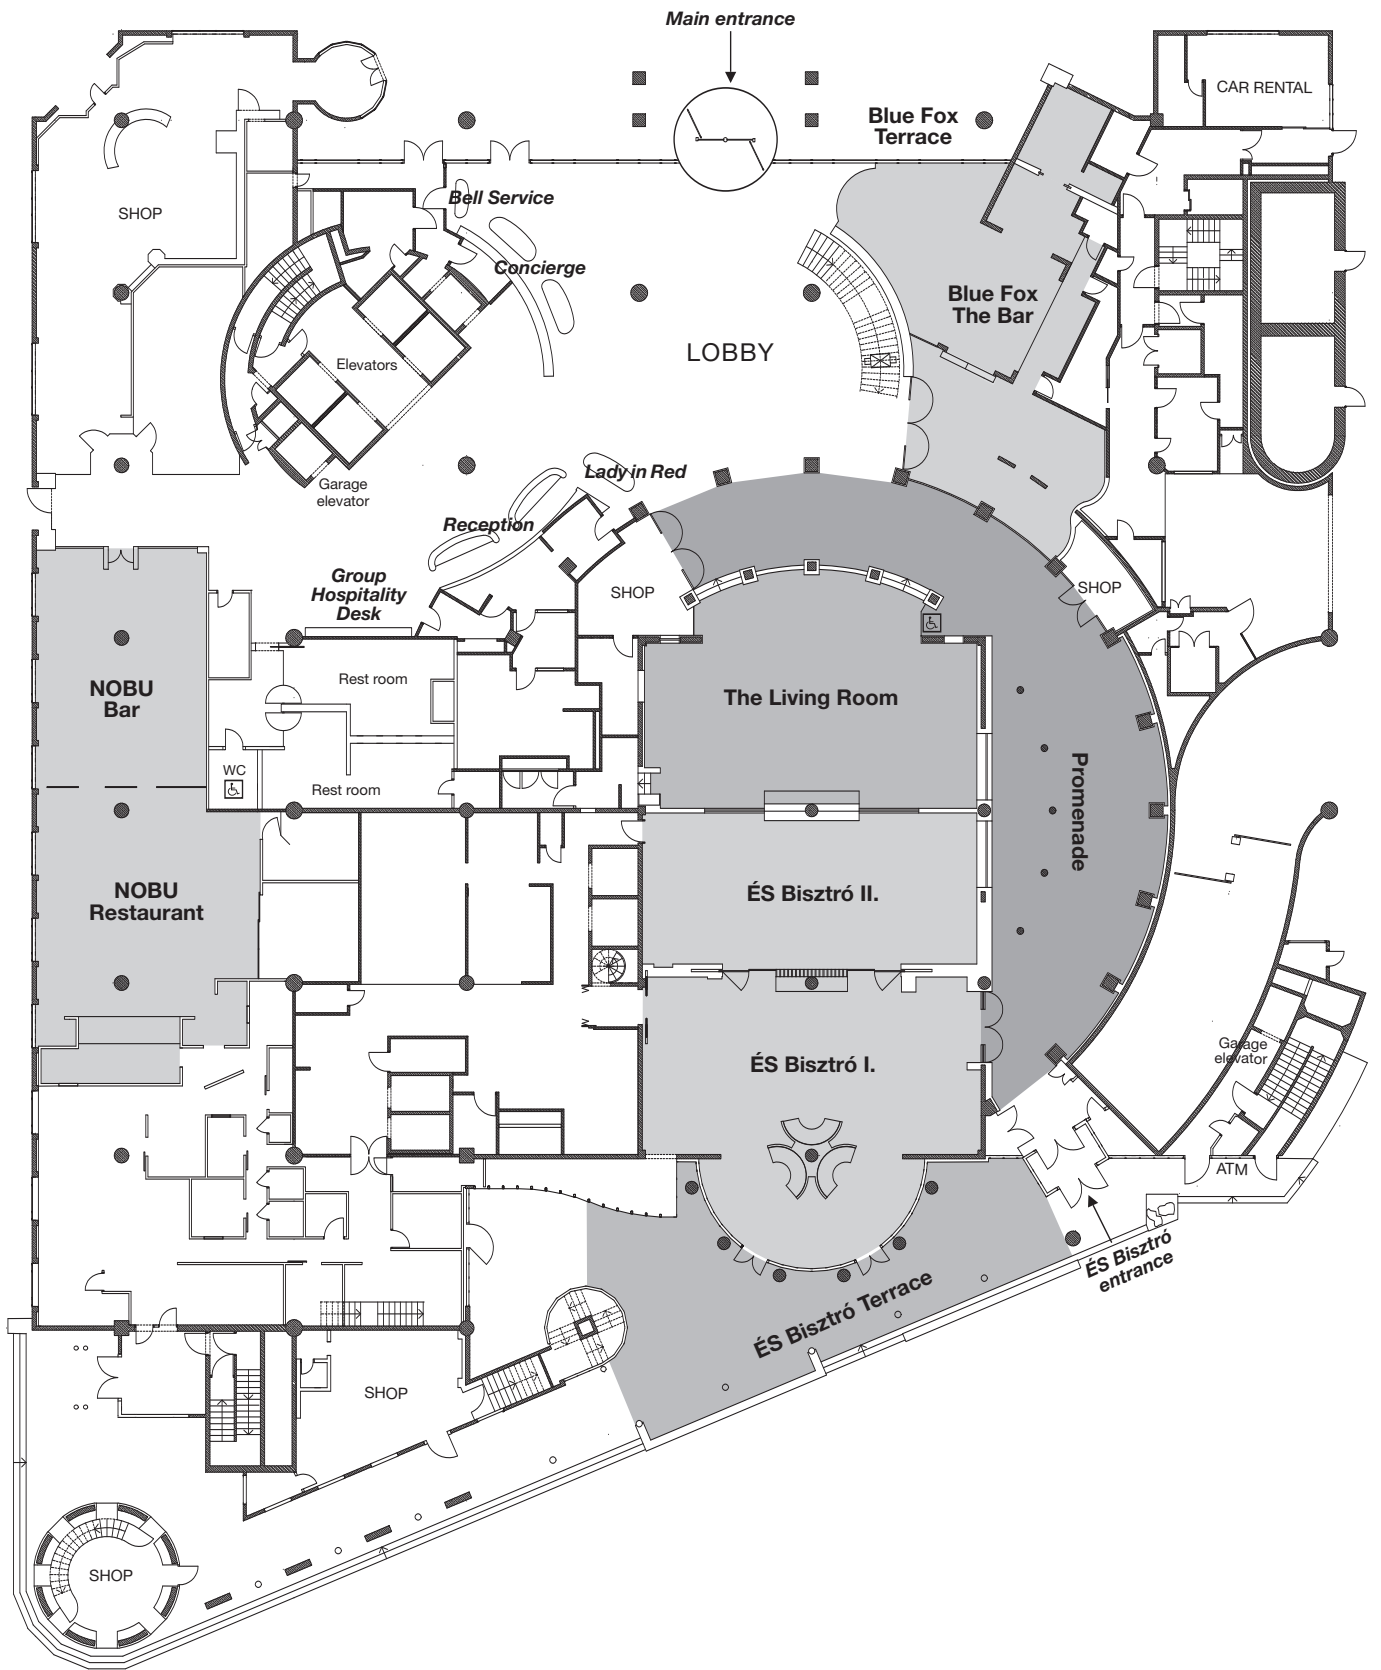 Main entrance
CAR RENTAL
Blue Fox
Terrace
Bell Service
SHOP
Concierge
Blue Fox
The Bar
LOBBY
Elevators
Lady in Red
Garage
elevator
Reception
Group
Hospitality
Desk
SHOP
SHOP
Rest room
NOBU
Bar
The Living Room
Promenade
WC
Rest room
NOBU
Restaurant
ÉS Bisztró II.
Garage
elevator
ÉS Bisztró I.
ATM
ÉS Bisztró
entrance
ÉS Bisztró Terrace
SHOP
SHOP